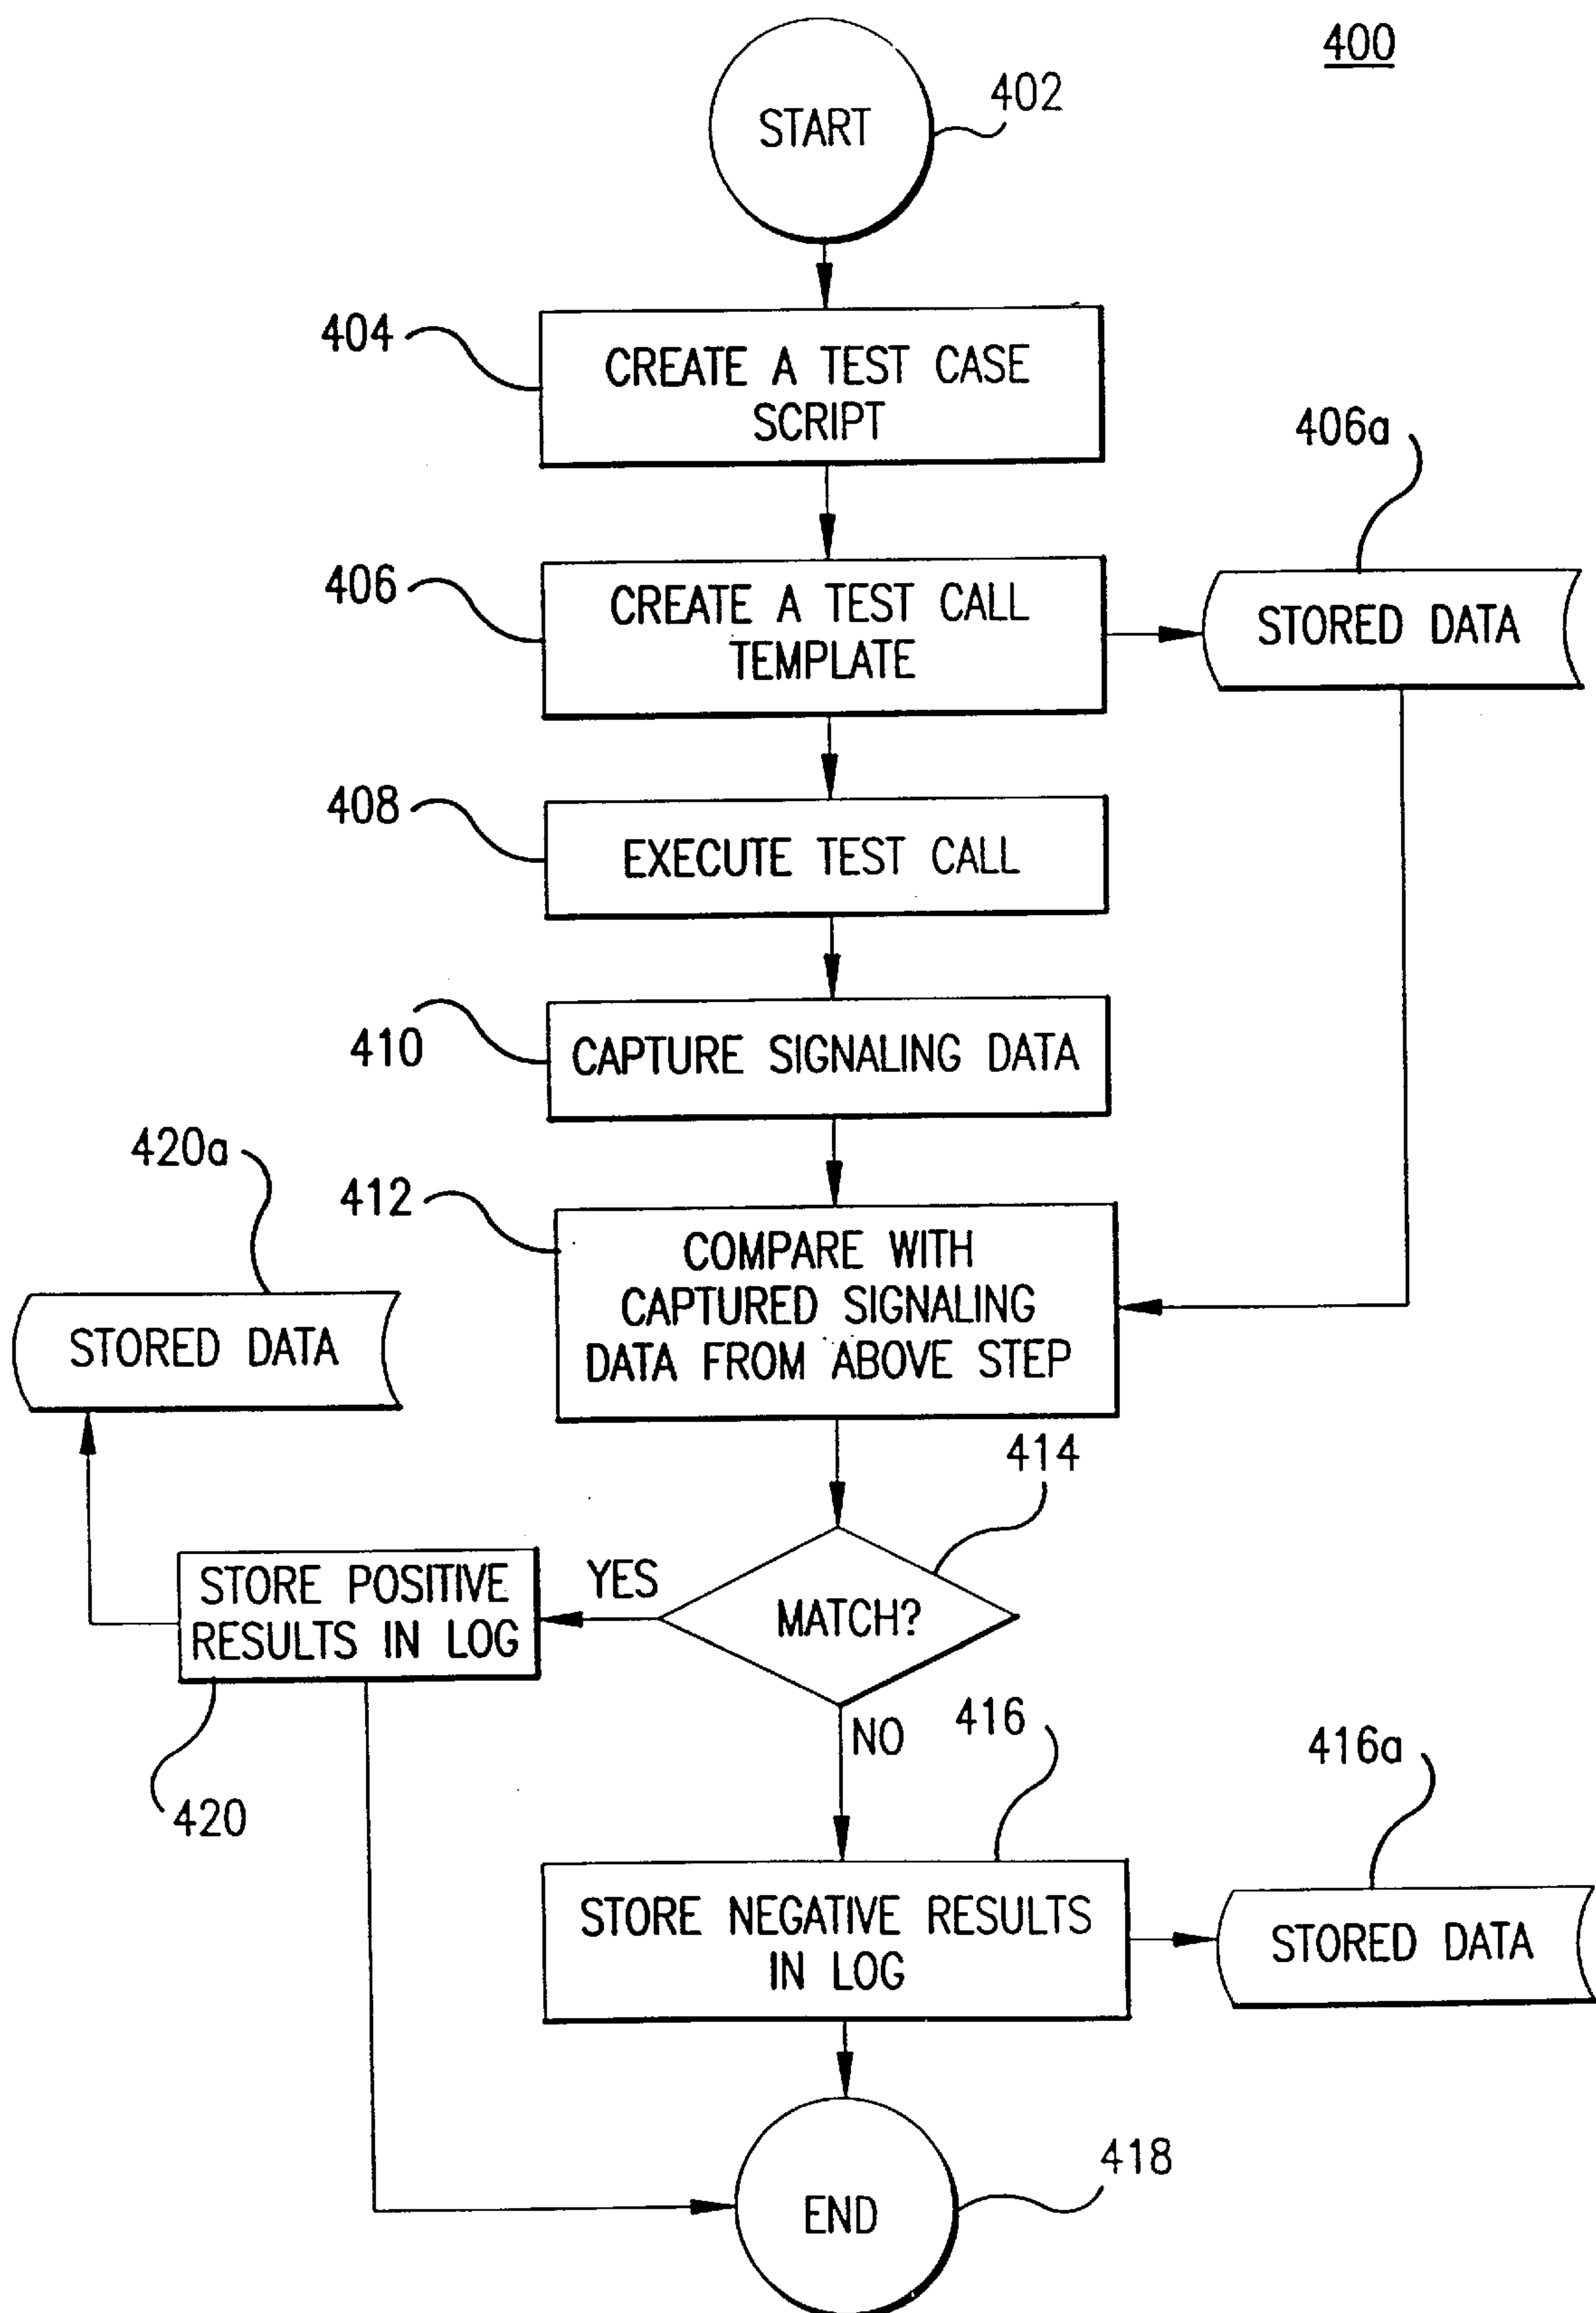 400
START
402
404
CREATE A TEST CASE
SCRIPT
406a
406
CREATE A TEST CALL
TEMPLATE
STORED DATA
408
EXECUTE TEST CALL
410
CAPTURE SIGNALING DATA
420a
412
COMPARE WITH
CAPTURED SIGNALING
DATA FROM ABOVE STEP
STORED DATA
414
STORE POSITIVE
RESULTS IN LOG
YES
MATCH?
NO
416
416a
420
STORE NEGATIVE RESULTS
IN LOG
STORED DATA
418
END